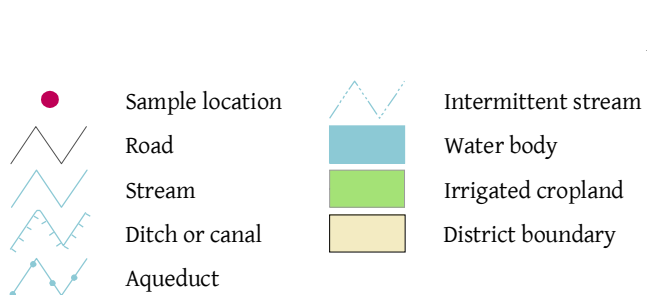 Sample location
Road
Stream
Ditch or canal
Aqueduct
Intermittent stream
Water body
Irrigated cropland
District boundary